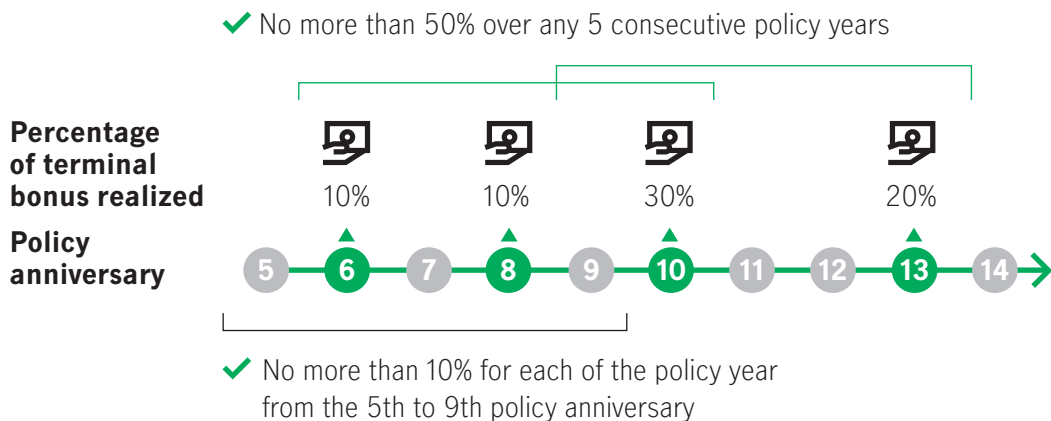 No more than 50% over any 5 consecutive policy years
Percentage
of terminal
bonus realized
10% 10% 30% 20%
Policy
anniversary
5 6 7 8 9 10 11 12 13 14
No more than 10% for each of the policy year
from the 5th to 9th policy anniversary